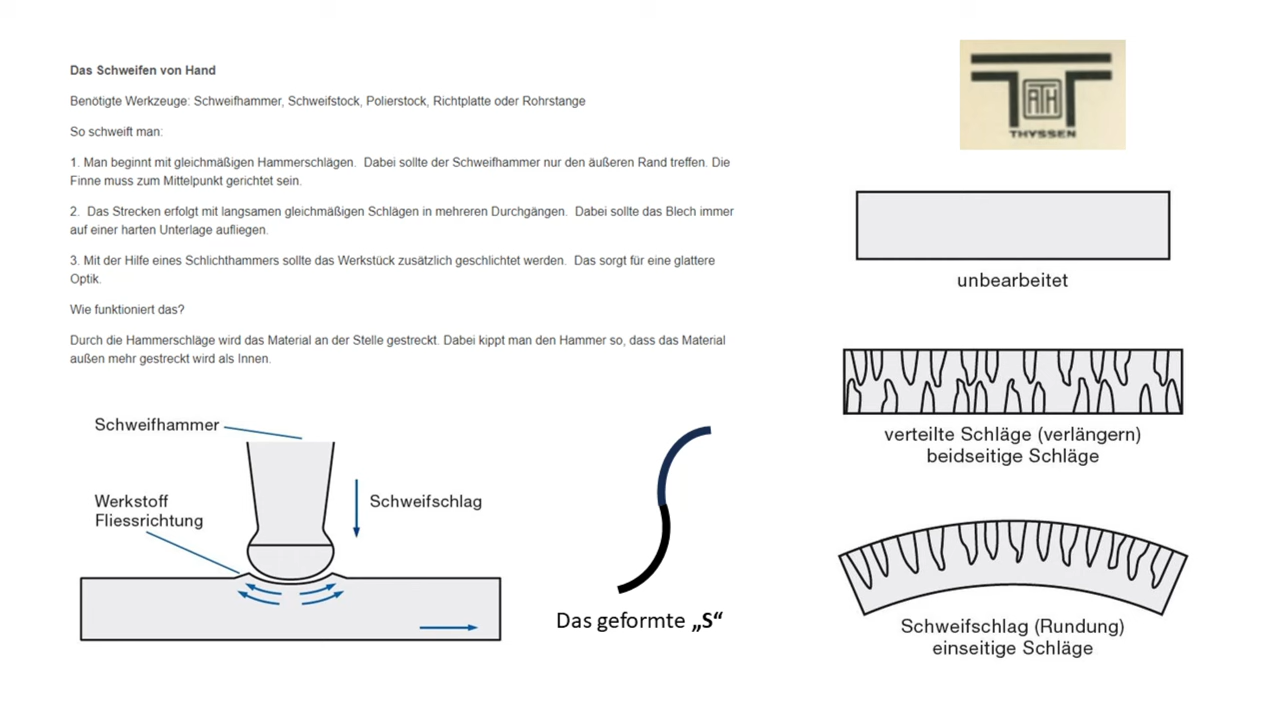 Das Schweifen von Hand
Benötigte Werkzeuge: Schweifhammer, Schweifstock, Polierstock, Richtplatte oder Rohrstange
So schweift man:
1. Man beginnt mit gleichmäßigen Hammerschlägen.  Dabei sollte der Schweifhammer nur den äußeren Rand treffen. Die
Finne muss zum Mittelpunkt gerichtet sein.
2.  Das Strecken erfolgt mit langsamen gleichmäßigen Schlägen in mehreren Durchgängen.  Dabei sollte das Blech immer
auf einer harten Unterlage aufliegen.
3. Mit der Hilfe eines Schlichthammers sollte das Werkstück zusätzlich geschlichtet werden.  Das sorgt für eine glattere
Optik.
Wie funktioniert das?
Durch die Hammerschläge wird das Material an der Stelle gestreckt. Dabei kippt man den Hammer so, dass das Material
außen mehr gestreckt wird als Innen.
Schweifhammer
Werkstoff
Fliessrichtung
Schweifschlag
Das geformte „S“
ATH
THYSSEN
unbearbeitet
verteilte Schläge (verlängern)
beidseitige Schläge
Schweifschlag (Rundung)
einseitige Schläge